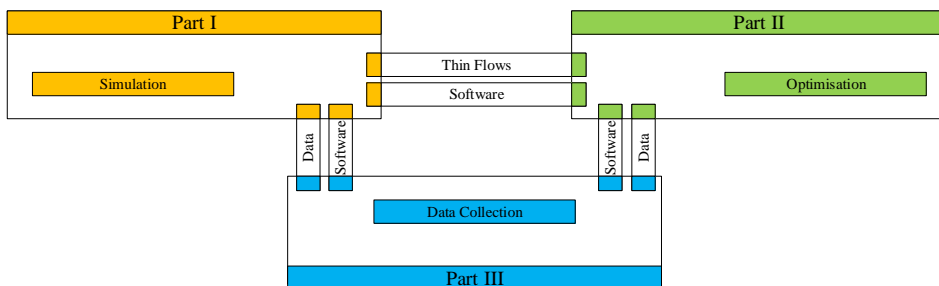 Part I
Part II
Thin Flows
Simulation
Software
Optimisation
Data
Software
Software
Data
Data Collection
Part III